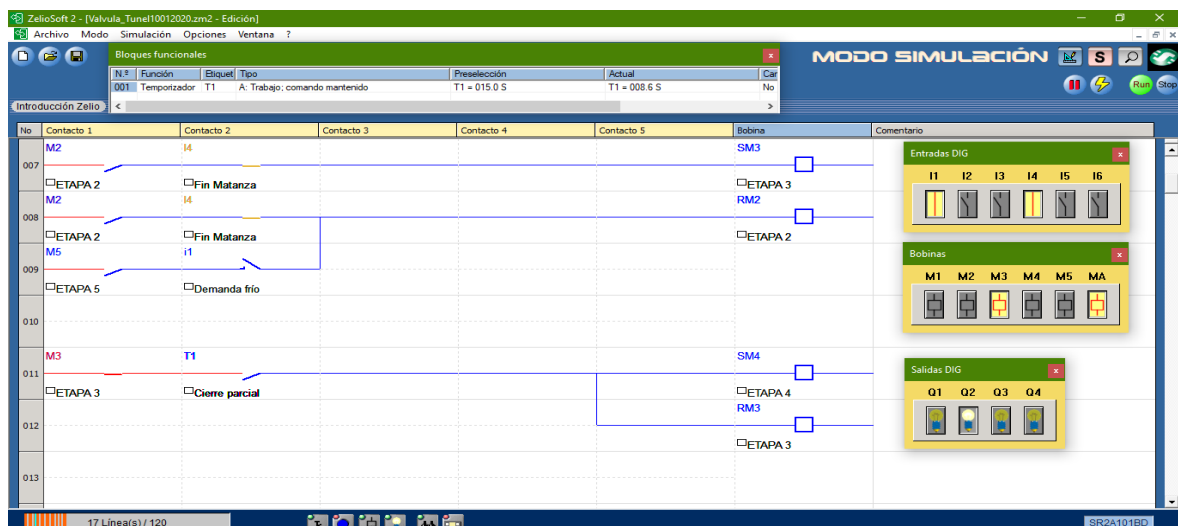 ZelioSoft 2 - [Valvula_Tunel10012020.zm2 - Edición]
Archivo Modo Simulación Opciones Ventana ?
Bloques funcionales
MODO SIMULACIÓN
S
N.º Función Etiquet Tipo Preselección Actual Car
001 Temporizador T1 A: Trabajo; comando mantenido T1 = 015.0 S T1 = 008.6 S No
Run Stop
Introducción Zelio
No Contacto 1 Contacto 2 Contacto 3 Contacto 4 Contacto 5 Bobina Comentario
M2 I4 SM3
007
ETAPA 2 Fin Matanza ETAPA 3
M2 I4 RM2
008
ETAPA 2 Fin Matanza ETAPA 2
M5 i1
009
ETAPA 5 Demanda frío
010
M3 T1 SM4
011
ETAPA 3 Cierre parcial ETAPA 4
RM3
012
ETAPA 3
013
Entradas DIG
I1 I2 I3 I4 I5 I6
Bobinas
M1 M2 M3 M4 M5 MA
Salidas DIG
Q1 Q2 Q3 Q4
17 Línea(s) / 120
SR2A101BD